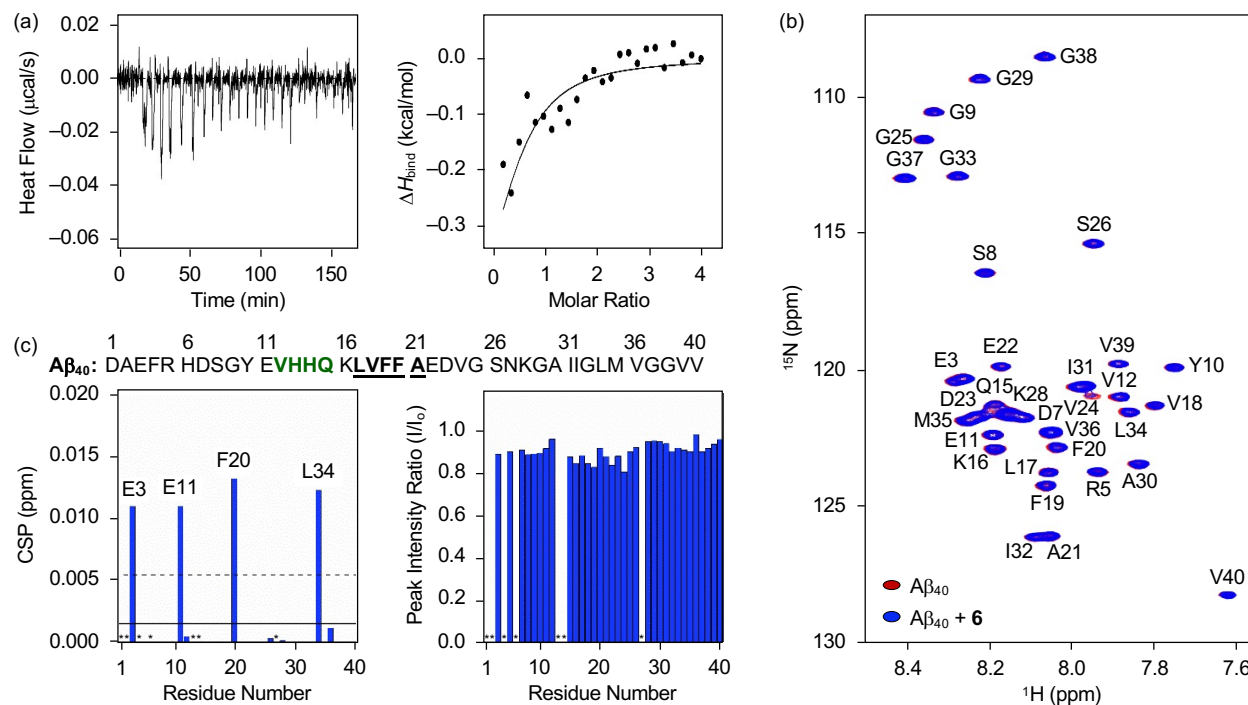 (a)
0.02
0.00
−0.02
−0.04
−0.06
Heat Flow (μcal/s)
0 50 100 150
Time (min)
0.0
−0.1
−0.2
−0.3
ΔHbind (kcal/mol)
0 1 2 3 4
Molar Ratio
(b)
110
115
120
125
130
15N (ppm)
G38
G29
G9
G25
G37
G33
S26
S8
E3
E22
V39
I31
Y10
Q15
K28
D23
D7
V24
V12
V18
M35
V36
L34
E11
F20
K16
L17
R5
A30
F19
I32
A21
V40
Aβ40
Aβ40 + 6
8.4 8.2 8.0 7.8 7.6
1H (ppm)
(c)
1 6 11 16 21 26 31 36 40
Aβ40: DAEFR HDSGY EVHHQ KLVFF AEDVG SNKGA IIGLM VGGVV
0.020
0.015
0.010
0.005
0.000
CSP (ppm)
E3
E11
F20
L34
** * * ** *
1 10 20 30 40
Residue Number
1.0
0.8
0.6
0.4
0.2
0.0
Peak Intensity Ratio (I/Io)
** * * ** *
1 10 20 30 40
Residue Number